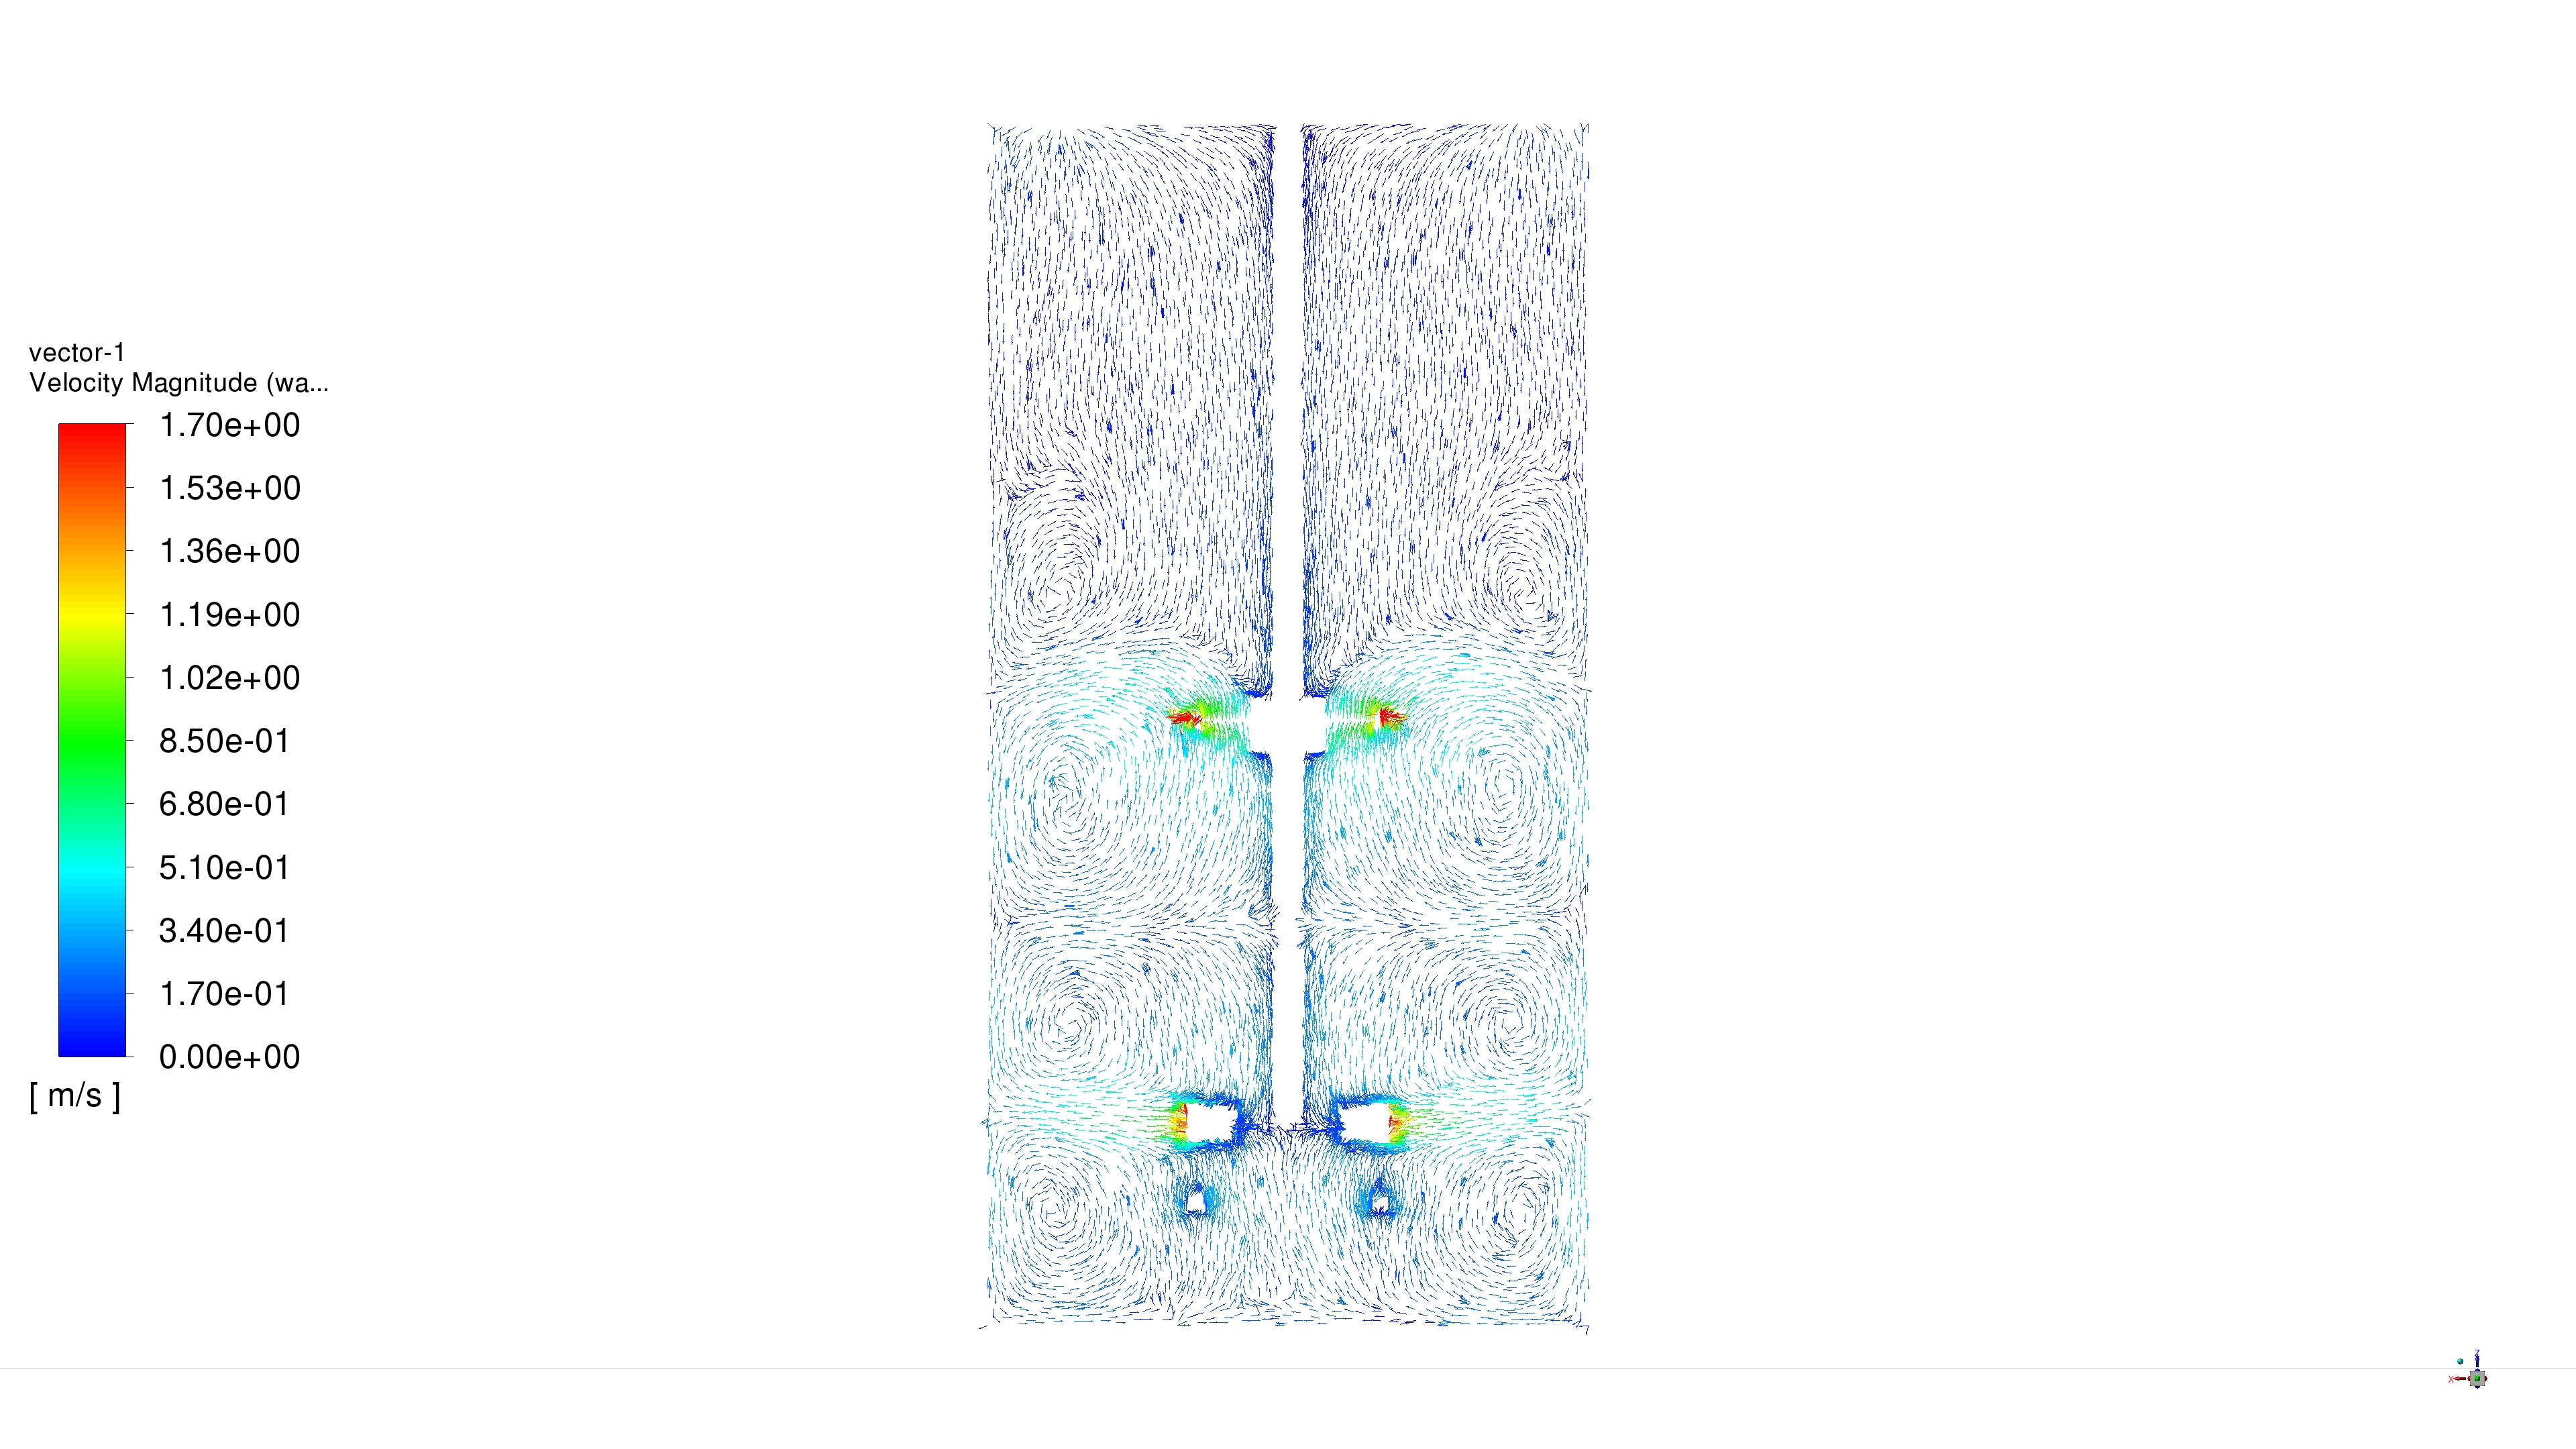 vector-1
Velocity Magnitude (wa...
1.70e+00
1.53e+00
1.36e+00
1.19e+00
1.02e+00
8.50e-01
6.80e-01
5.10e-01
3.40e-01
1.70e-01
0.00e+00
[ m/s ]
Z
X